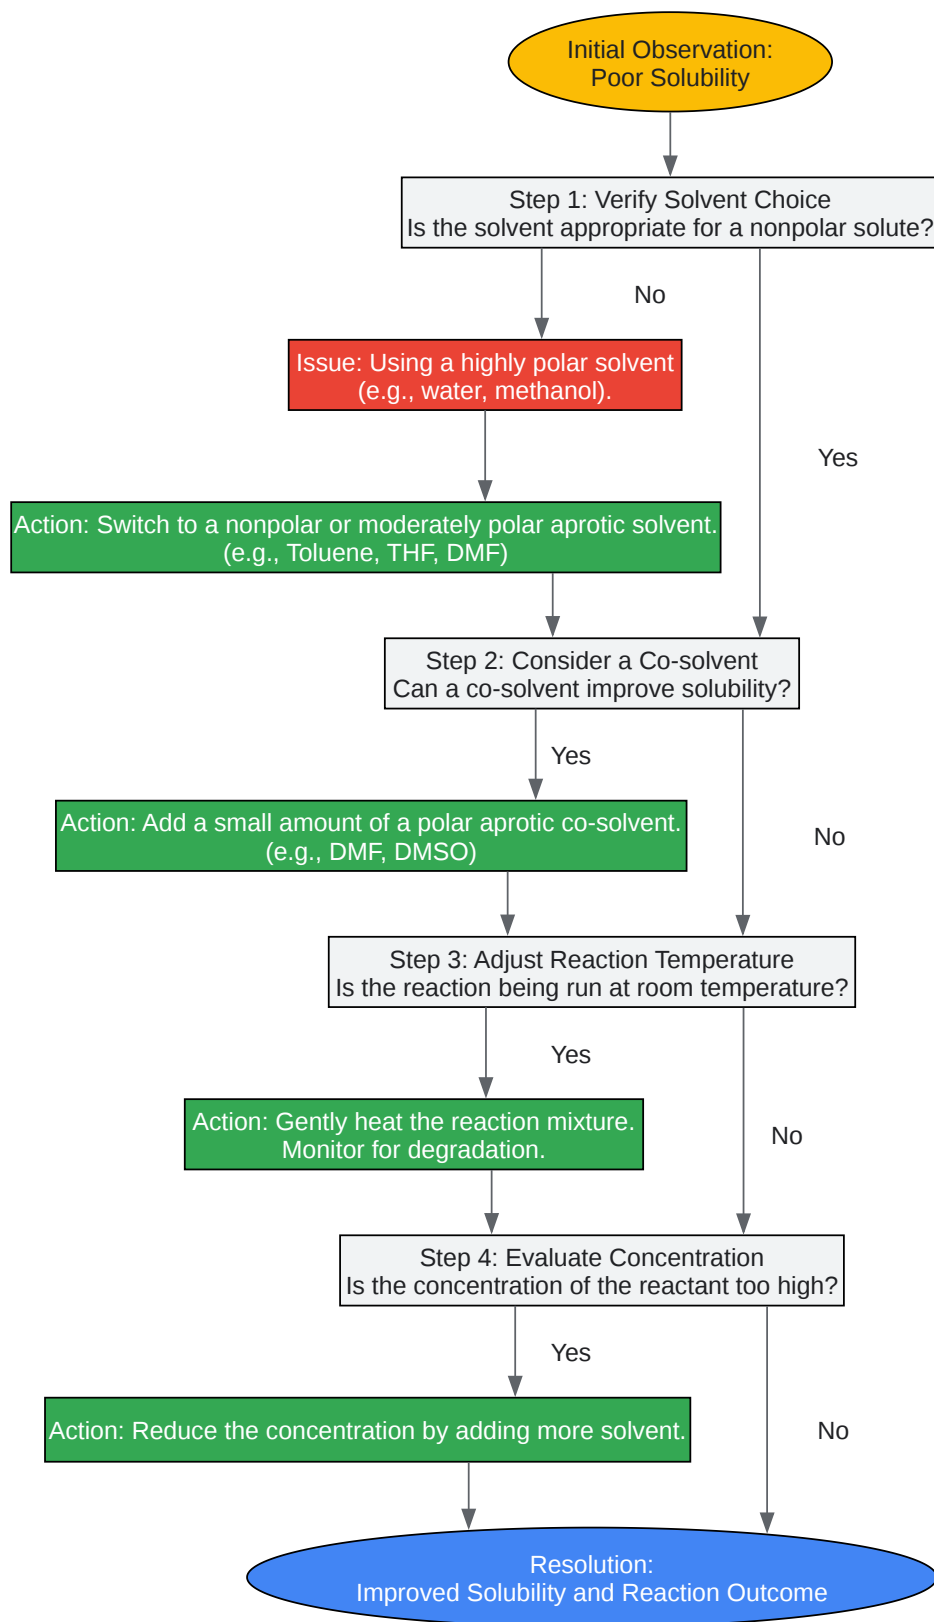 Initial Observation:
Poor Solubility
Step 1: Verify Solvent Choice
Is the solvent appropriate for a nonpolar solute?
No
Issue: Using a highly polar solvent
(e.g., water, methanol).
Yes
Action: Switch to a nonpolar or moderately polar aprotic solvent.
(e.g., Toluene, THF, DMF)
Step 2: Consider a Co-solvent
Can a co-solvent improve solubility?
Yes
Action: Add a small amount of a polar aprotic co-solvent.
(e.g., DMF, DMSO)
No
Step 3: Adjust Reaction Temperature
Is the reaction being run at room temperature?
Yes
Action: Gently heat the reaction mixture.
Monitor for degradation.
No
Step 4: Evaluate Concentration
Is the concentration of the reactant too high?
Yes
Action: Reduce the concentration by adding more solvent.
No
Resolution:
Improved Solubility and Reaction Outcome